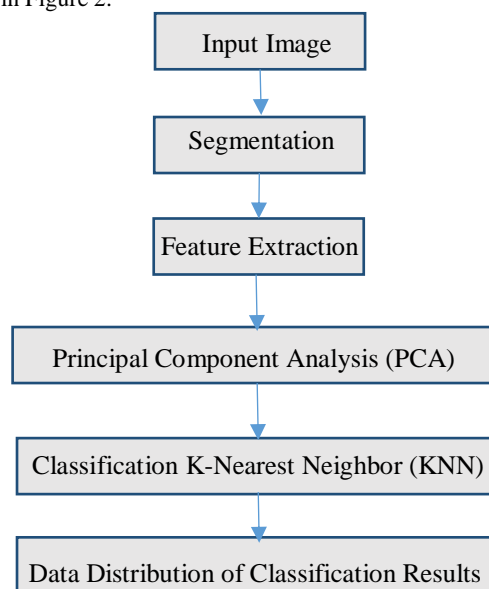 in Figure 2.
Input Image
Segmentation
Feature Extraction
Principal Component Analysis (PCA)
Classification K-Nearest Neighbor (KNN)
Data Distribution of Classification Results